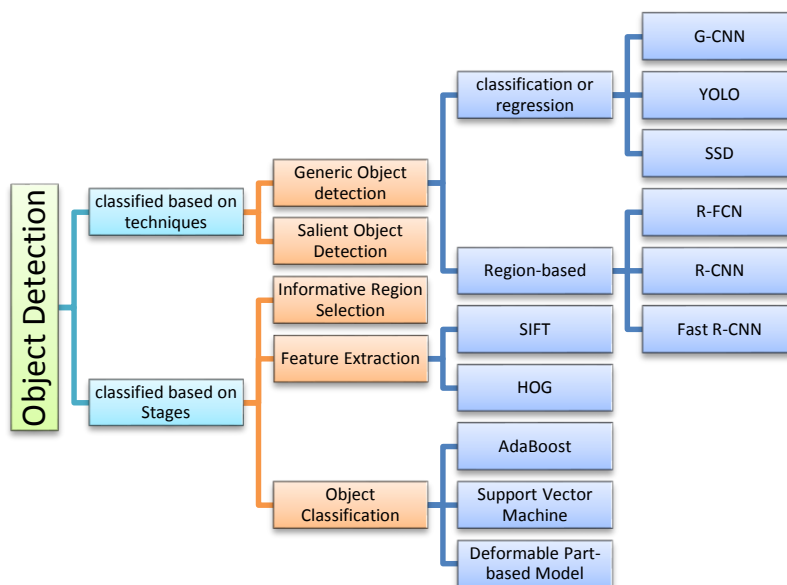 Object Detection
classified based on
techniques
Generic Object
detection
classification or
regression
G-CNN
YOLO
SSD
Region-based
R-FCN
R-CNN
Fast R-CNN
Salient Object
Detection
classified based on
Stages
Informative Region
Selection
Feature Extraction
SIFT
HOG
Object
Classification
AdaBoost
Support Vector
Machine
Deformable Part-
based Model